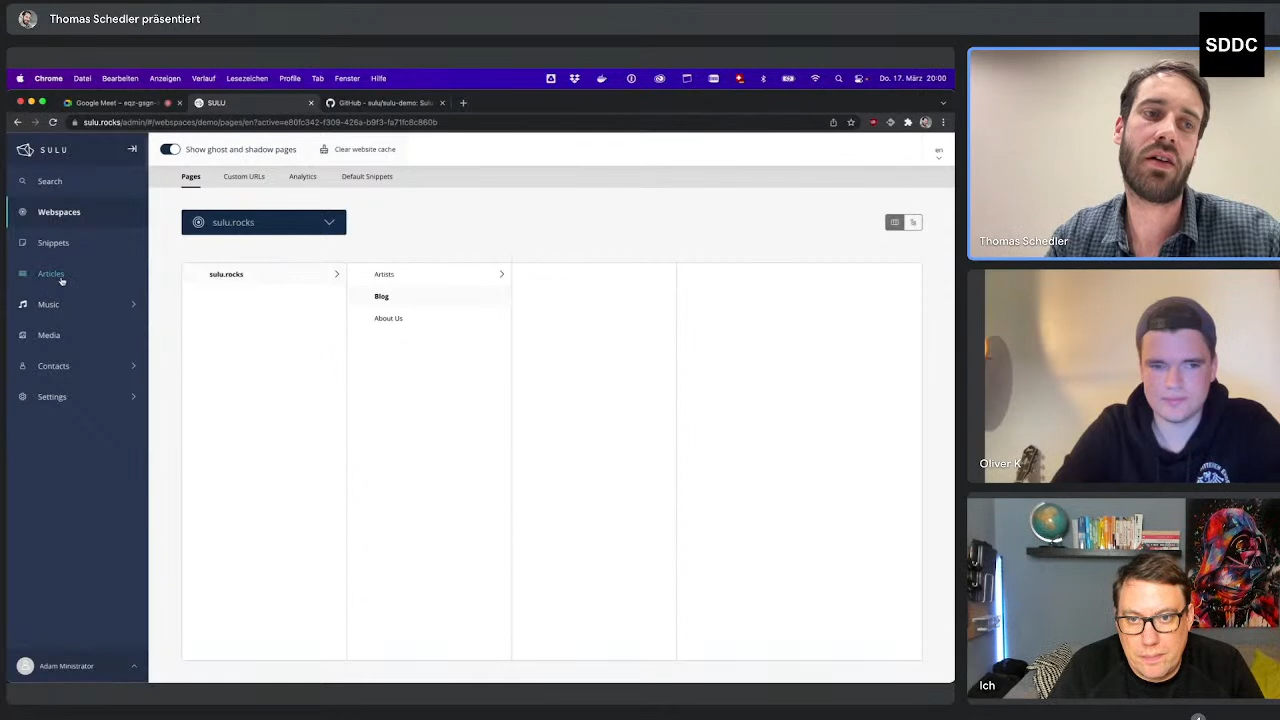 Thomas Schedler präsentiert
SDDC
Chrome Datei Bearbeiten Anzeigen Verlauf Lesezeichen Profile Tab Fenster Hilfe
Do. 17. März 20:00
Google Meet – eqz-gsgn-
SULU
GitHub - sulu/sulu-demo: Sulu
sulu.rocks/admin/#/webspaces/demo/pages/en?active=e80fc342-f309-426a-b9f3-fa71fc8c860b
SULU
Show ghost and shadow pages
Clear website cache
en
Search
Webspaces
Snippets
Articles
Music
Media
Contacts
Settings
Adam Ministrator
Pages Custom URLs Analytics Default Snippets
sulu.rocks
sulu.rocks
Artists
Blog
About Us
Thomas Schedler
Oliver K
Ich